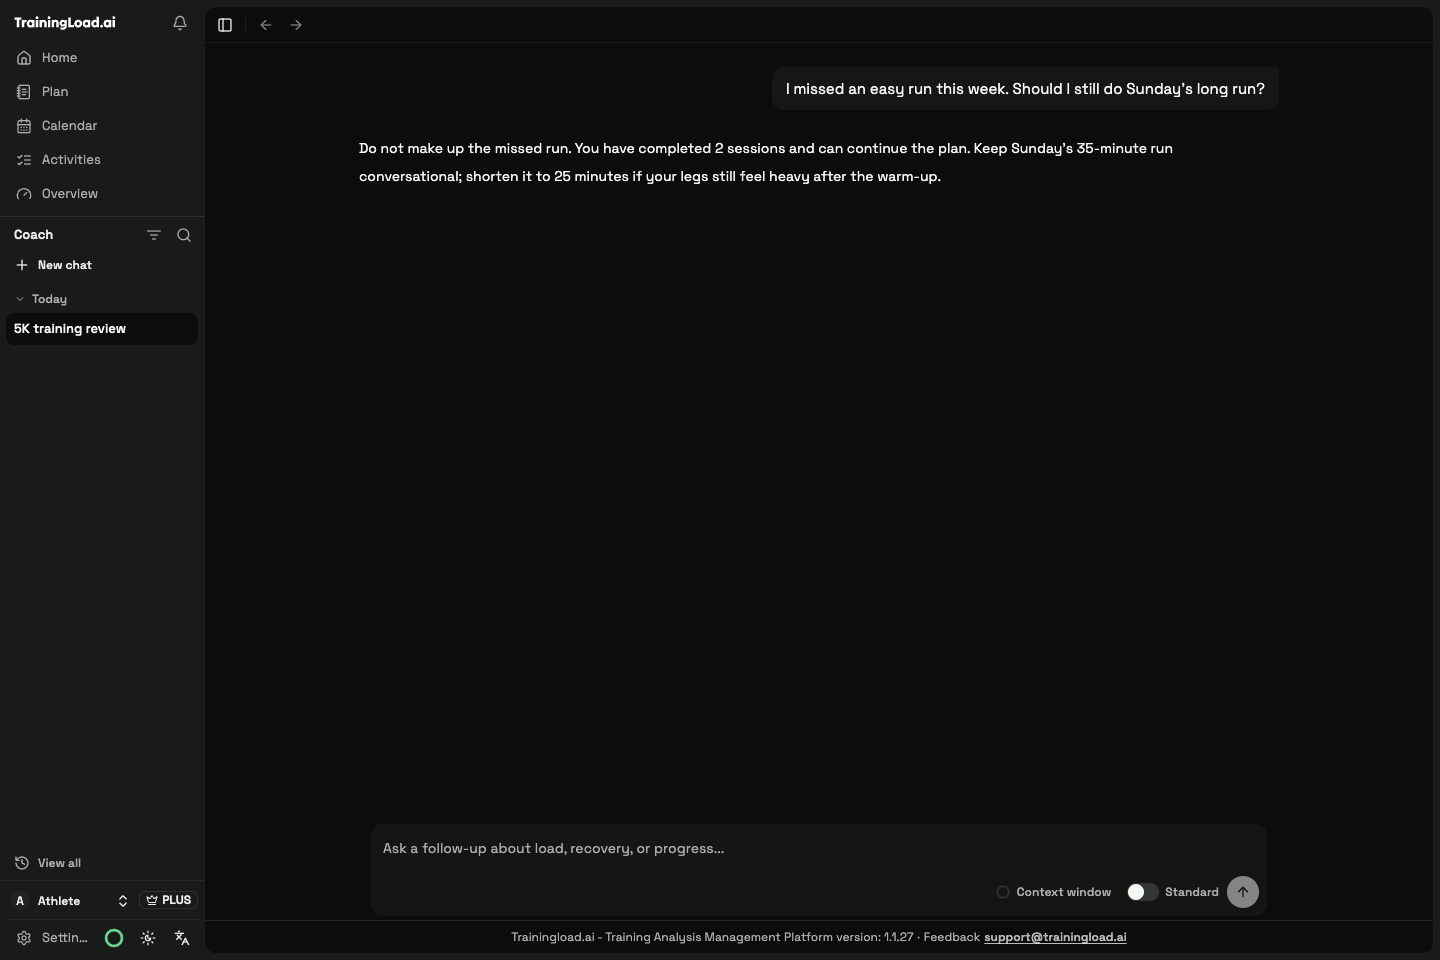 TrainingLoad.ai
Home
Plan
Calendar
Activities
Overview
Coach
New chat
Today
5K training review
View all
A Athlete PLUS
Settin...
I missed an easy run this week. Should I still do Sunday's long run?
Do not make up the missed run. You have completed 2 sessions and can continue the plan. Keep Sunday's 35-minute run
conversational; shorten it to 25 minutes if your legs still feel heavy after the warm-up.
Ask a follow-up about load, recovery, or progress...
Context window Standard
Trainingload.ai - Training Analysis Management Platform version: 1.1.27 · Feedback support@trainingload.ai